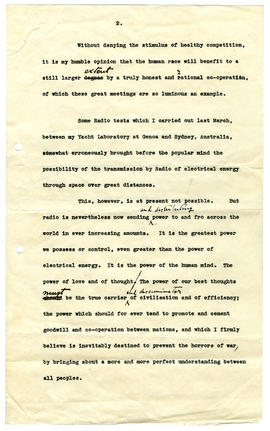 2.
Without denying the stimulus of healthy competition,
it is my humble opinion that the human race will benefit to a
extent
still larger degree by a truly honest and rational co-operation,
of which these great meetings are so luminous an example.
Some Radio tests which I carried out last March,
between my Yacht Laboratory at Genoa and Sydney, Australia,
somewhat erroneously brought before the popular mind the
possibility of the transmission by Radio of electrical energy
through space over great distances.
This, however, is at present not possible. But
and distributing
radio is nevertheless now sending power to and fro across the
world in ever increasing amounts. It is the greatest power
we possess or control, even greater than the power of
electrical energy. It is the power of the human mind. The
power of love and of thought! The power of our best thoughts
must and disseminator
should be the true carrier of civilisation and of efficiency;
the power which should for ever tend to promote and cement
goodwill and co-operation between nations, and which I firmly
believe is inevitably destined to prevent the horrors of war,
by bringing about a more and more perfect understanding between
all peoples.